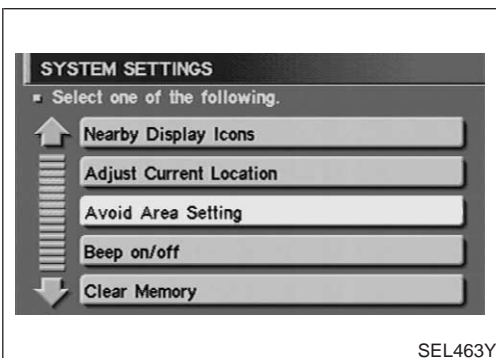 SYSTEM SETTINGS
Select one of the following.
Nearby Display Icons
Adjust Current Location
Avoid Area Setting
Beep on/off
Clear Memory
SEL463Y